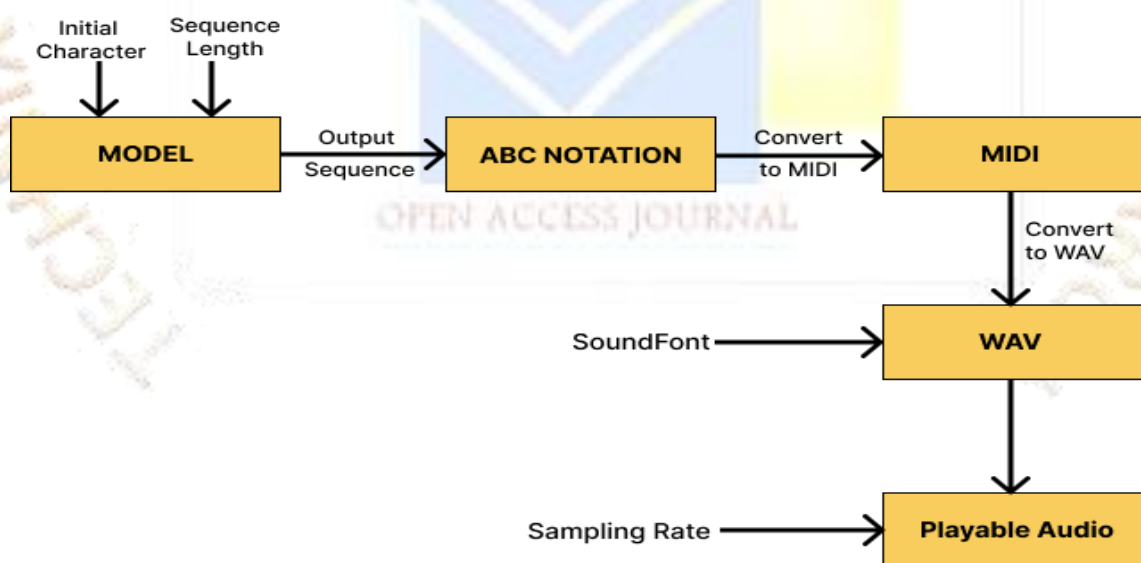 Initial
Character
Sequence
Length
MODEL
Output
Sequence
ABC NOTATION
Convert
to MIDI
MIDI
OPEN ACCESS JOURNAL
Convert
to WAV
SoundFont
WAV
Sampling Rate
Playable Audio